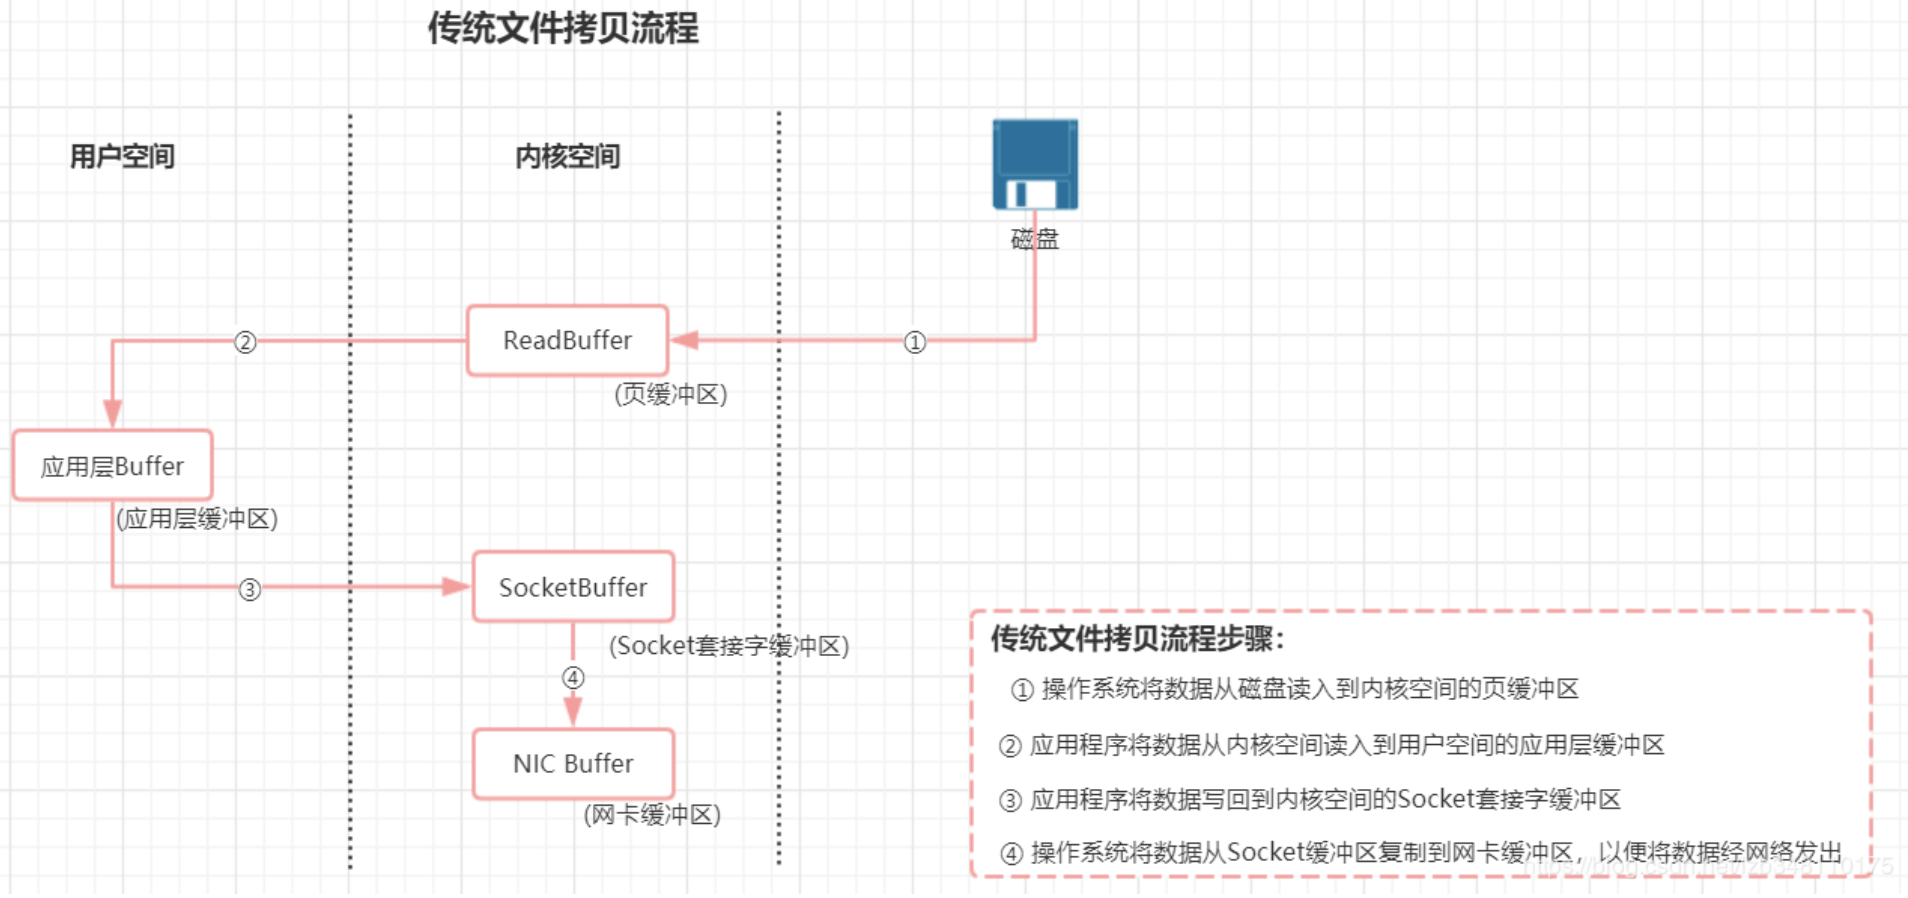 传统文件拷贝流程
用户空间
内核空间
磁盘
ReadBuffer
①
②
(页缓冲区)
应用层Buffer
(应用层缓冲区)
③
SocketBuffer
(Socket套接字缓冲区)
④
NIC Buffer
(网卡缓冲区)
传统文件拷贝流程步骤：
① 操作系统将数据从磁盘读入到内核空间的页缓冲区
② 应用程序将数据从内核空间读入到用户空间的应用层缓冲区
③ 应用程序将数据写回到内核空间的Socket套接字缓冲区
④ 操作系统将数据从Socket缓冲区复制到网卡缓冲区，以便将数据经网络发出